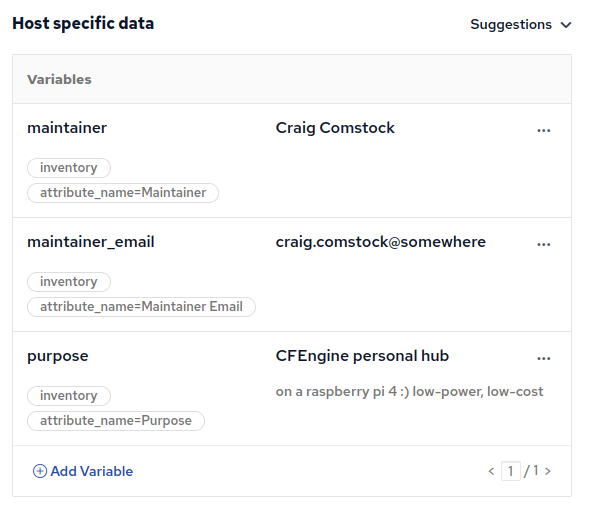 Host specific data
Suggestions
Variables
maintainer
Craig Comstock
...
inventory
attribute_name=Maintainer
maintainer_email
craig.comstock@somewhere
...
inventory
attribute_name=Maintainer Email
purpose
CFEngine personal hub
...
inventory
on a raspberry pi 4 :) low-power, low-cost
attribute_name=Purpose
Add Variable
< 1 / 1 >